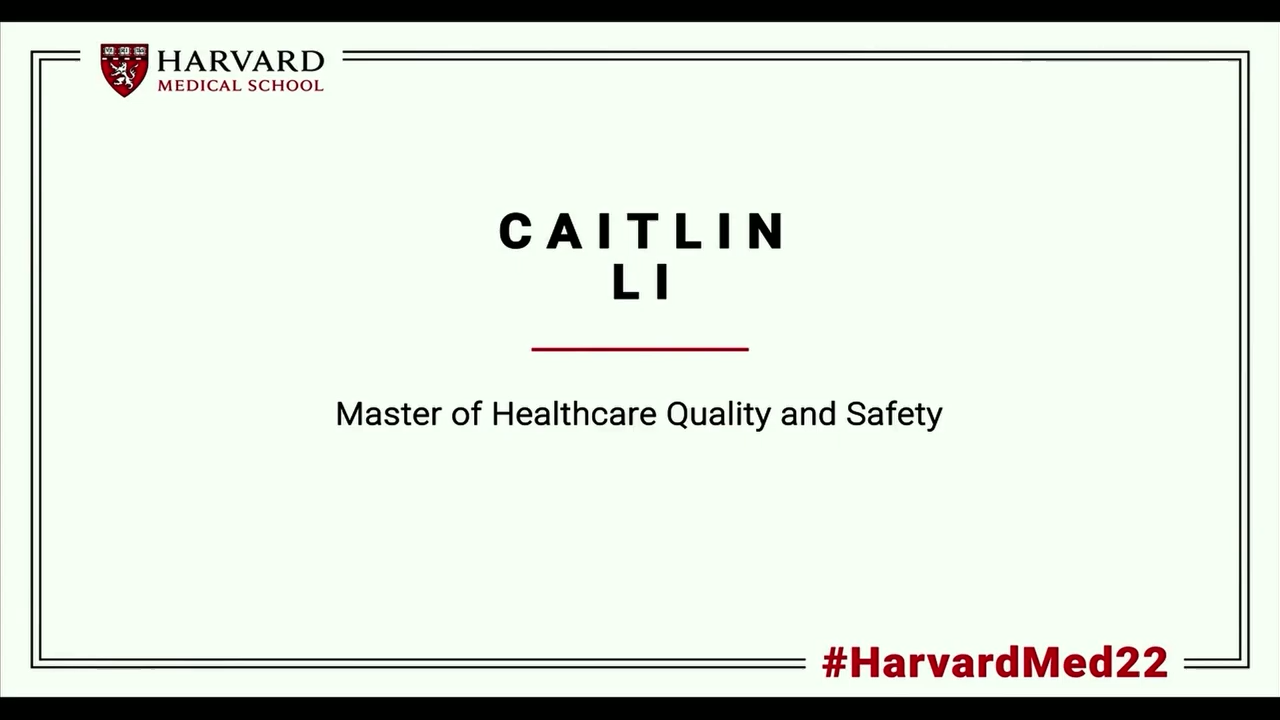 HARVARD
MEDICAL SCHOOL
CAITLIN
LI
Master of Healthcare Quality and Safety
#HarvardMed22